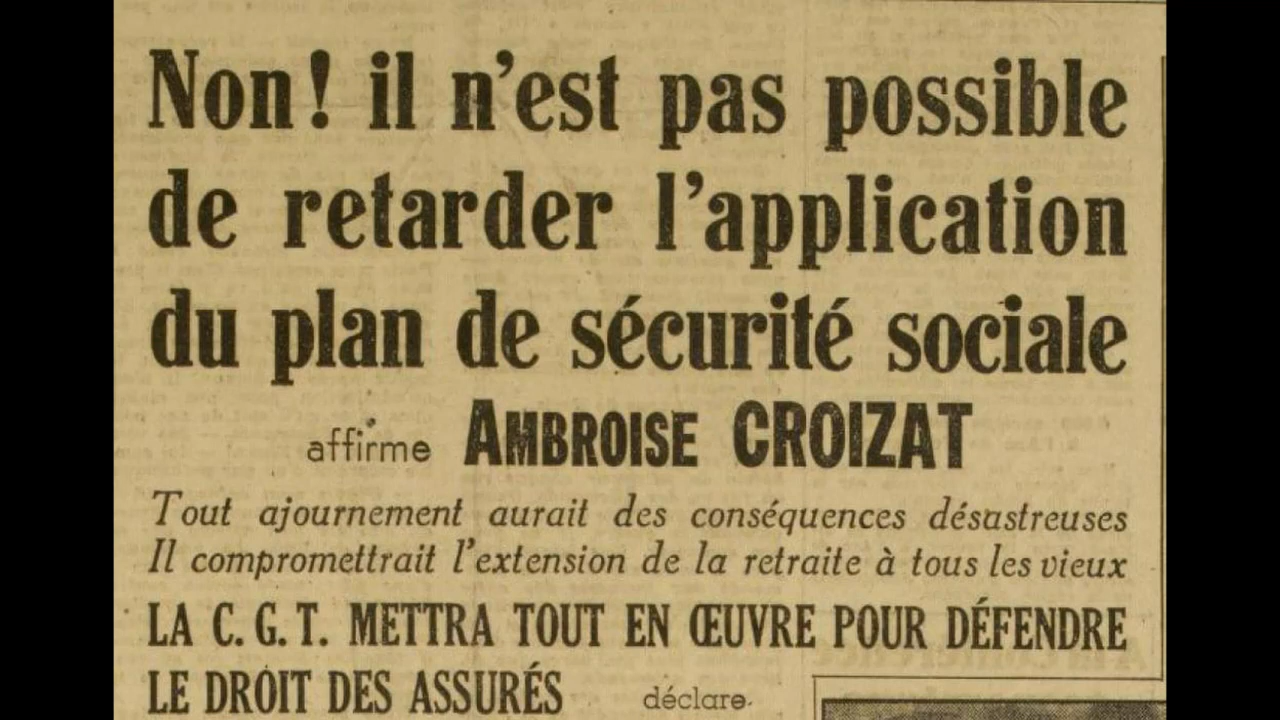 Non! il n'est pas possible
de retarder l'application
du plan de sécurité sociale
affirme AMBROISE CROIZAT
Tout ajournement aurait des conséquences désastreuses
Il compromettrait l'extension de la retraite à tous les vieux
LA C. G. T. METTRA TOUT EN ŒUVRE POUR DÉFENDRE
LE DROIT DES ASSURÉS déclare